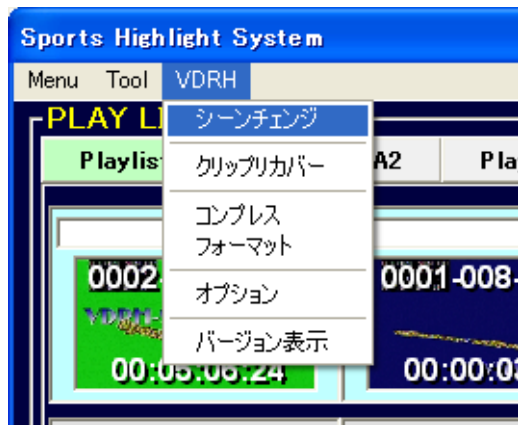 Sports Highlight System
Menu Tool VDRH
PLAY LI
シーンチェンジ
Playlis
クリップリカバー
A2
Pla
コンプレス
フォーマット
オプション
バージョン表示
0002
0001-008-
VDRH-
00:05:06:24
00:00:03